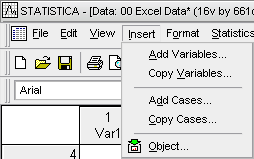 STATISTICA - [Data: 00 Excel Data* (16v by 661c
File Edit View Insert Format Statistics
Add Variables...
Copy Variables...
Arial
Add Cases...
1
Copy Cases...
Var1
4
Object...